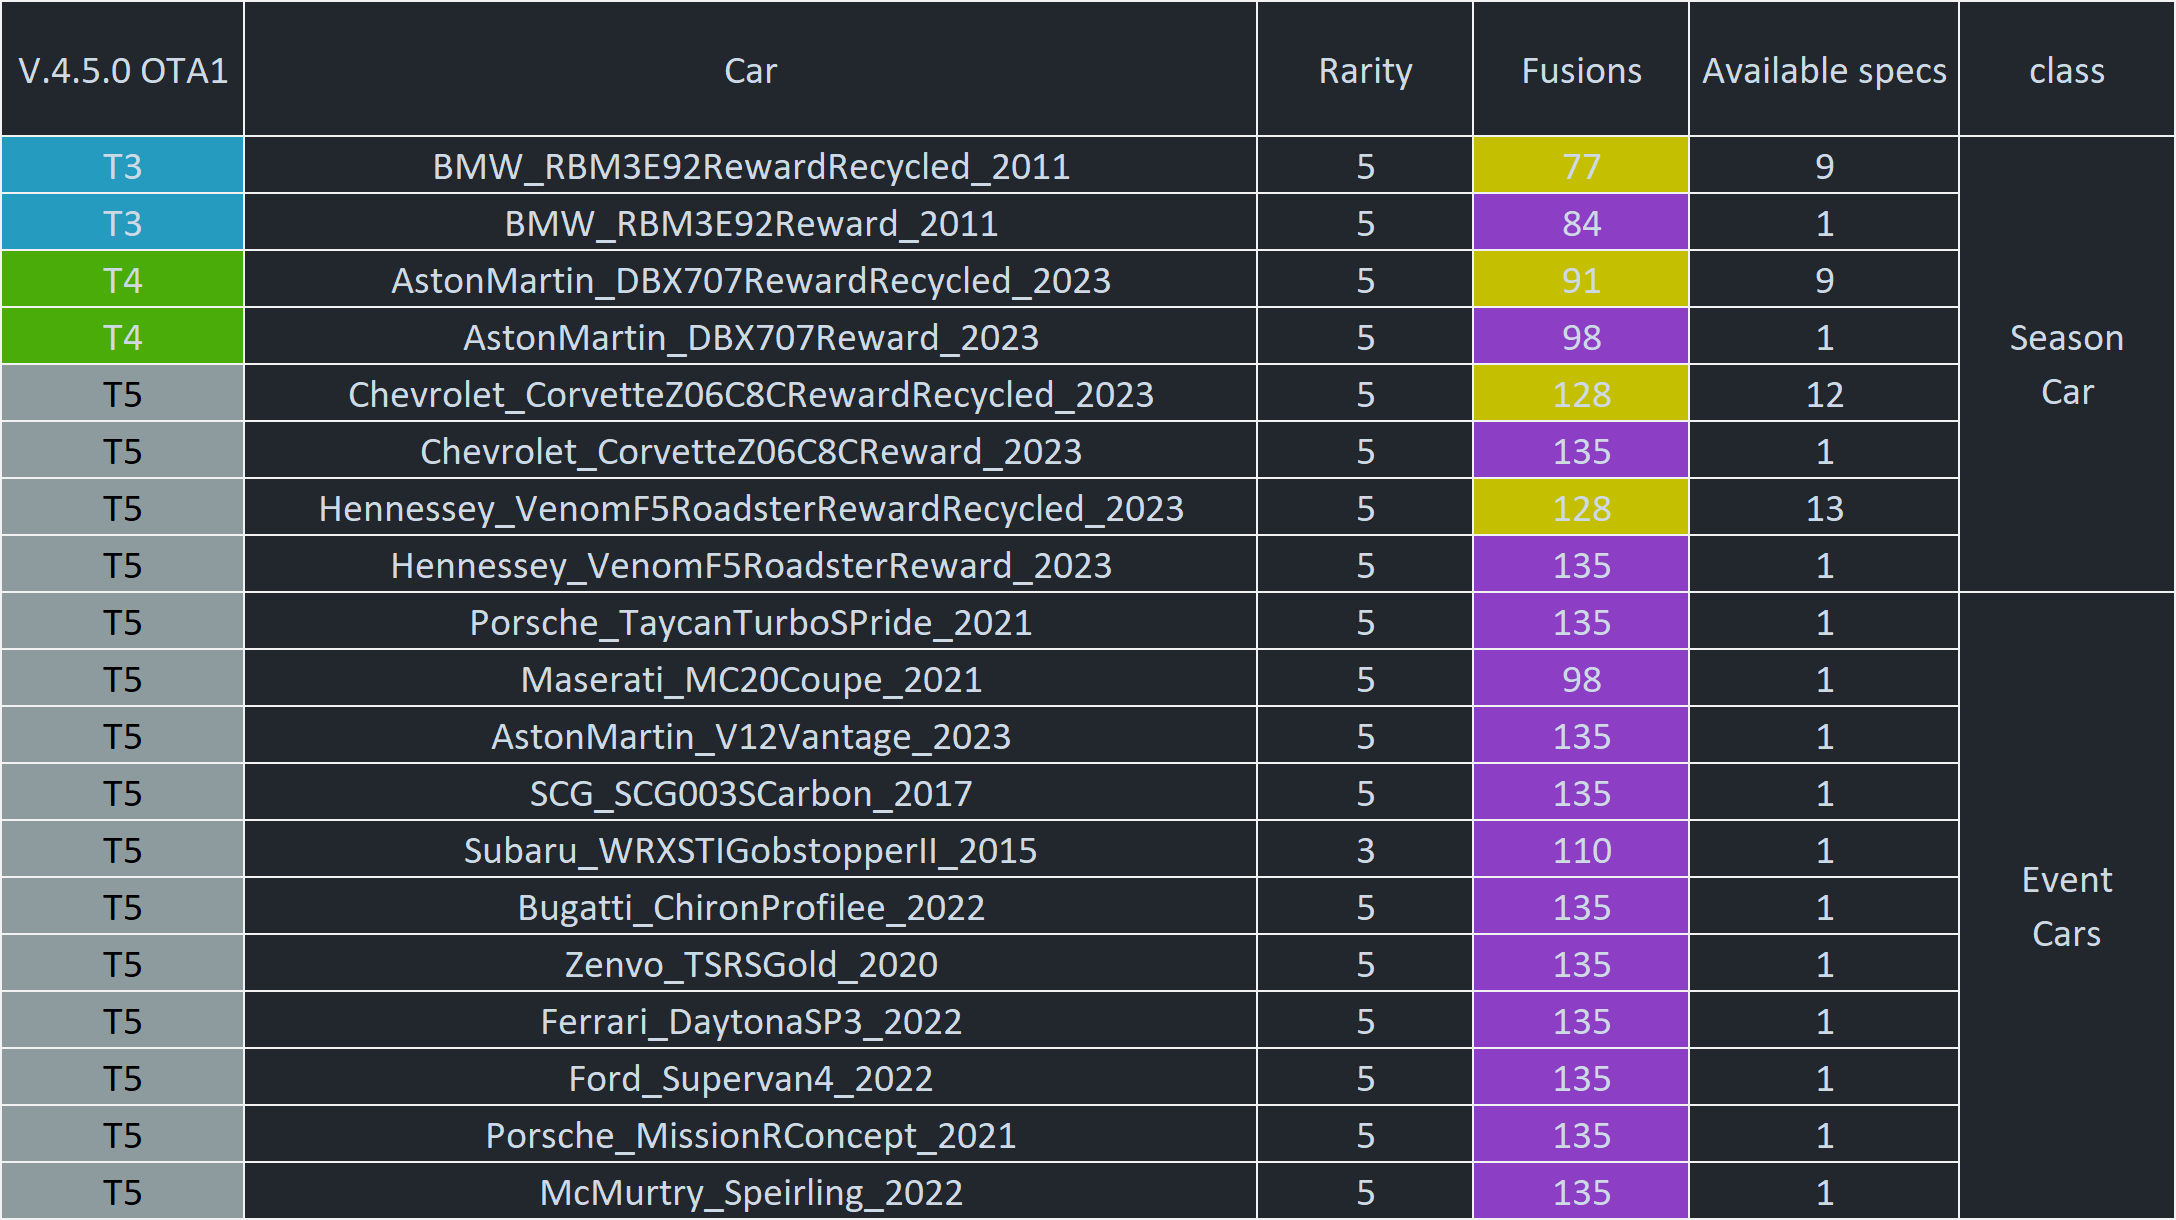 V.4.5.0 OTA1 Car Rarity Fusions Available specs class
T3 BMW_RBM3E92RewardRecycled_2011 5 77 9
T3 BMW_RBM3E92Reward_2011 5 84 1
T4 AstonMartin_DBX707RewardRecycled_2023 5 91 9
T4 AstonMartin_DBX707Reward_2023 5 98 1
T5 Chevrolet_CorvetteZ06C8CRewardRecycled_2023 5 128 12
T5 Chevrolet_CorvetteZ06C8CReward_2023 5 135 1
T5 Hennessey_VenomF5RoadsterRewardRecycled_2023 5 128 13
T5 Hennessey_VenomF5RoadsterReward_2023 5 135 1
Season
Car
T5 Porsche_TaycanTurboSPride_2021 5 135 1
T5 Maserati_MC20Coupe_2021 5 98 1
T5 AstonMartin_V12Vantage_2023 5 135 1
T5 SCG_SCG003SCarbon_2017 5 135 1
T5 Subaru_WRXSTIGobstopperII_2015 3 110 1
T5 Bugatti_ChironProfilee_2022 5 135 1
T5 Zenvo_TSRSGold_2020 5 135 1
T5 Ferrari_DaytonaSP3_2022 5 135 1
T5 Ford_Supervan4_2022 5 135 1
T5 Porsche_MissionRConcept_2021 5 135 1
T5 McMurtry_Speirling_2022 5 135 1
Event
Cars